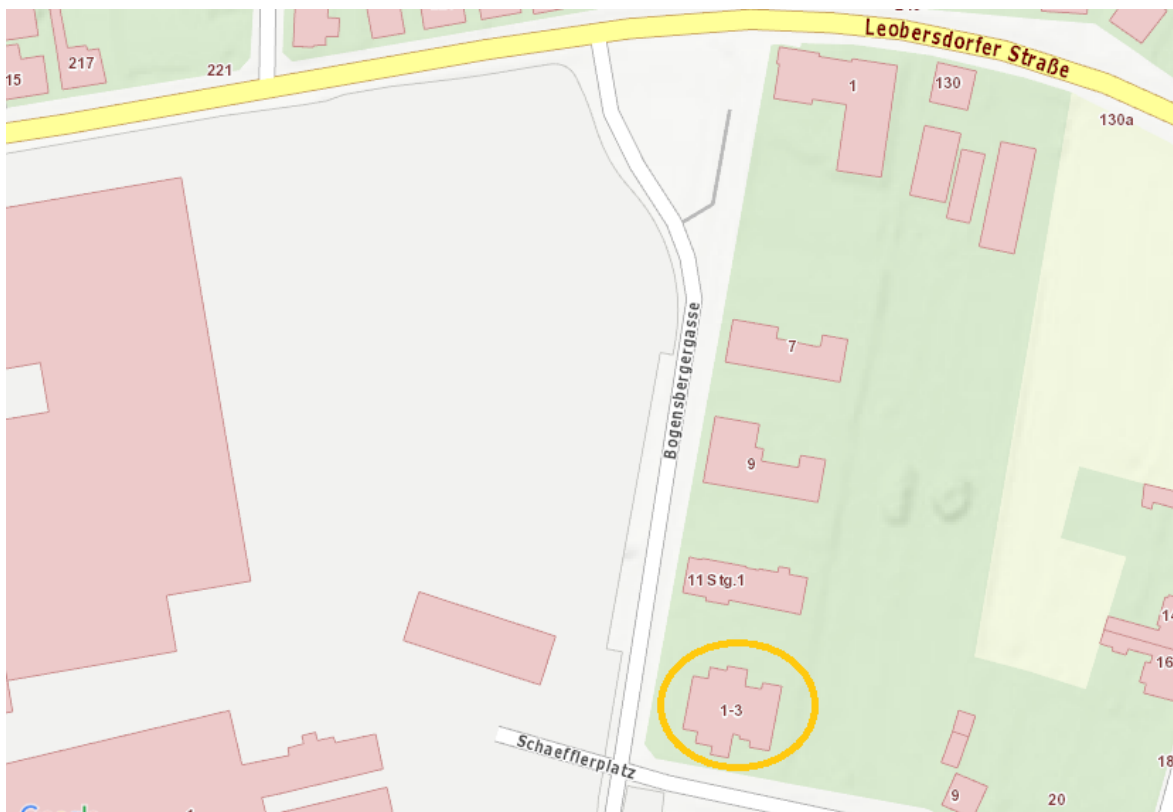 Leobersdorfer Straße
217
15
221
1
130
130a
7
Bogensbergergasse
9
11 Stg.1
1-3
16
Schaefflerplatz
18
9
20